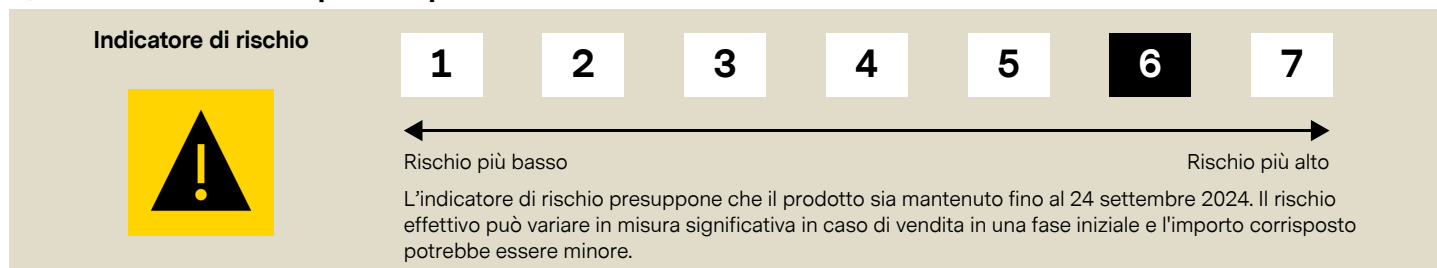 Indicatore di rischio
1 2 3 4 5 6 7
Rischio più basso Rischio più alto
L'indicatore di rischio presuppone che il prodotto sia mantenuto fino al 24 settembre 2024. Il rischio
effettivo può variare in misura significativa in caso di vendita in una fase iniziale e l'importo corrisposto
potrebbe essere minore.